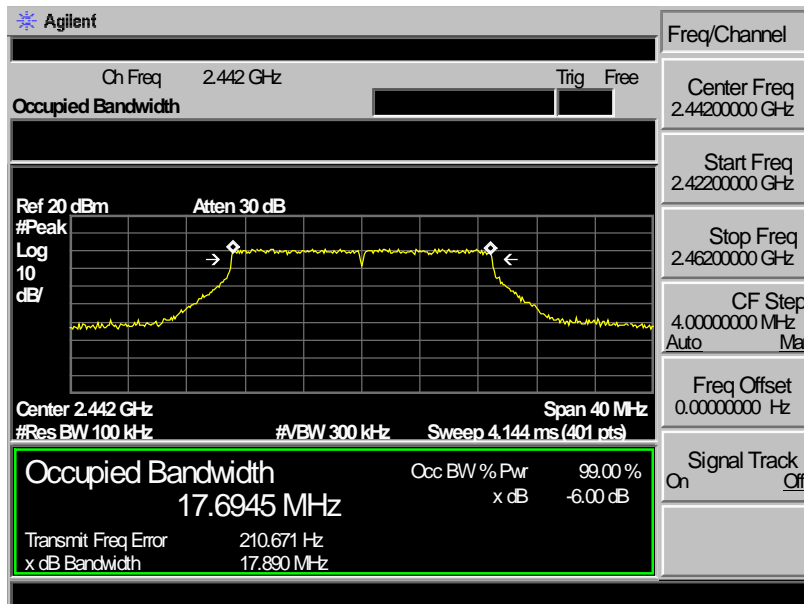 Agilent
Ch Freq 2.442 GHz Trig Free
Occupied Bandwidth
Ref 20 dBm Atten 30 dB
#Peak
Log
10
dB/
Center 2.442 GHz Span 40 MHz
#Res BW 100 kHz #VBW 300 kHz Sweep 4.144 ms (401 pts)
Occupied Bandwidth
17.6945 MHz
Occ BW % Pwr 99.00 %
x dB -6.00 dB
Transmit Freq Error 210.671 Hz
x dB Bandwidth 17.890 MHz
Freq/Channel
Center Freq
2.44200000 GHz
Start Freq
2.42200000 GHz
Stop Freq
2.46200000 GHz
CF Step
4.00000000 MHz
Auto Ma
Freq Offset
0.00000000 Hz
Signal Track
On Off